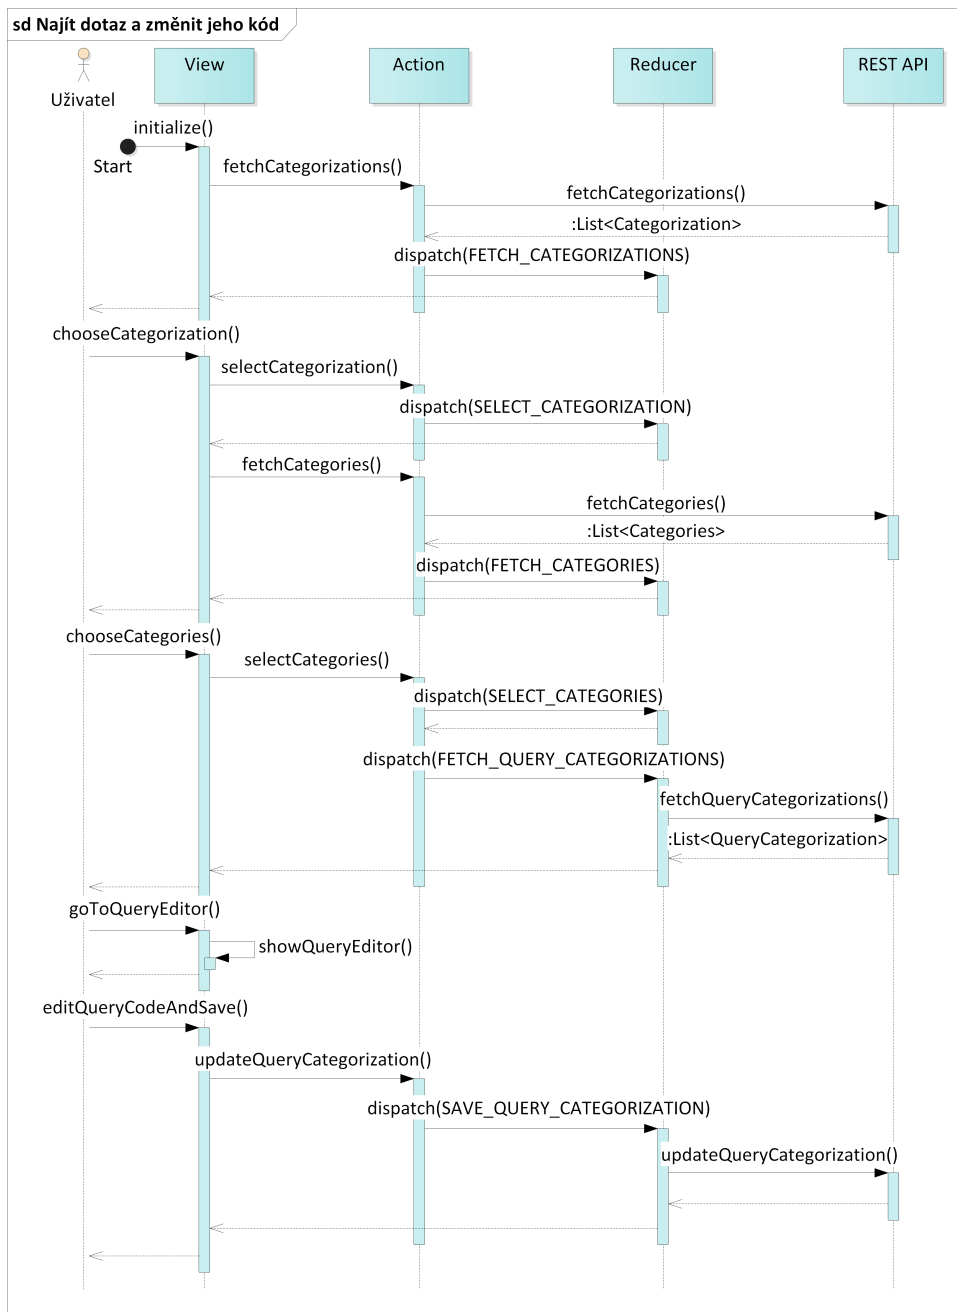 sd Najít dotaz a změnit jeho kód
View
Action
Reducer
REST API
Uživatel
initialize()
Start
fetchCategorizations()
fetchCategorizations()
:List<Categorization>
dispatch(FETCH_CATEGORIZATIONS)
chooseCategorization()
selectCategorization()
dispatch(SELECT_CATEGORIZATION)
fetchCategories()
fetchCategories()
:List<Categories>
dispatch(FETCH_CATEGORIES)
chooseCategories()
selectCategories()
dispatch(SELECT_CATEGORIES)
dispatch(FETCH_QUERY_CATEGORIZATIONS)
fetchQueryCategorizations()
:List<QueryCategorization>
goToQueryEditor()
showQueryEditor()
editQueryCodeAndSave()
updateQueryCategorization()
dispatch(SAVE_QUERY_CATEGORIZATION)
updateQueryCategorization()